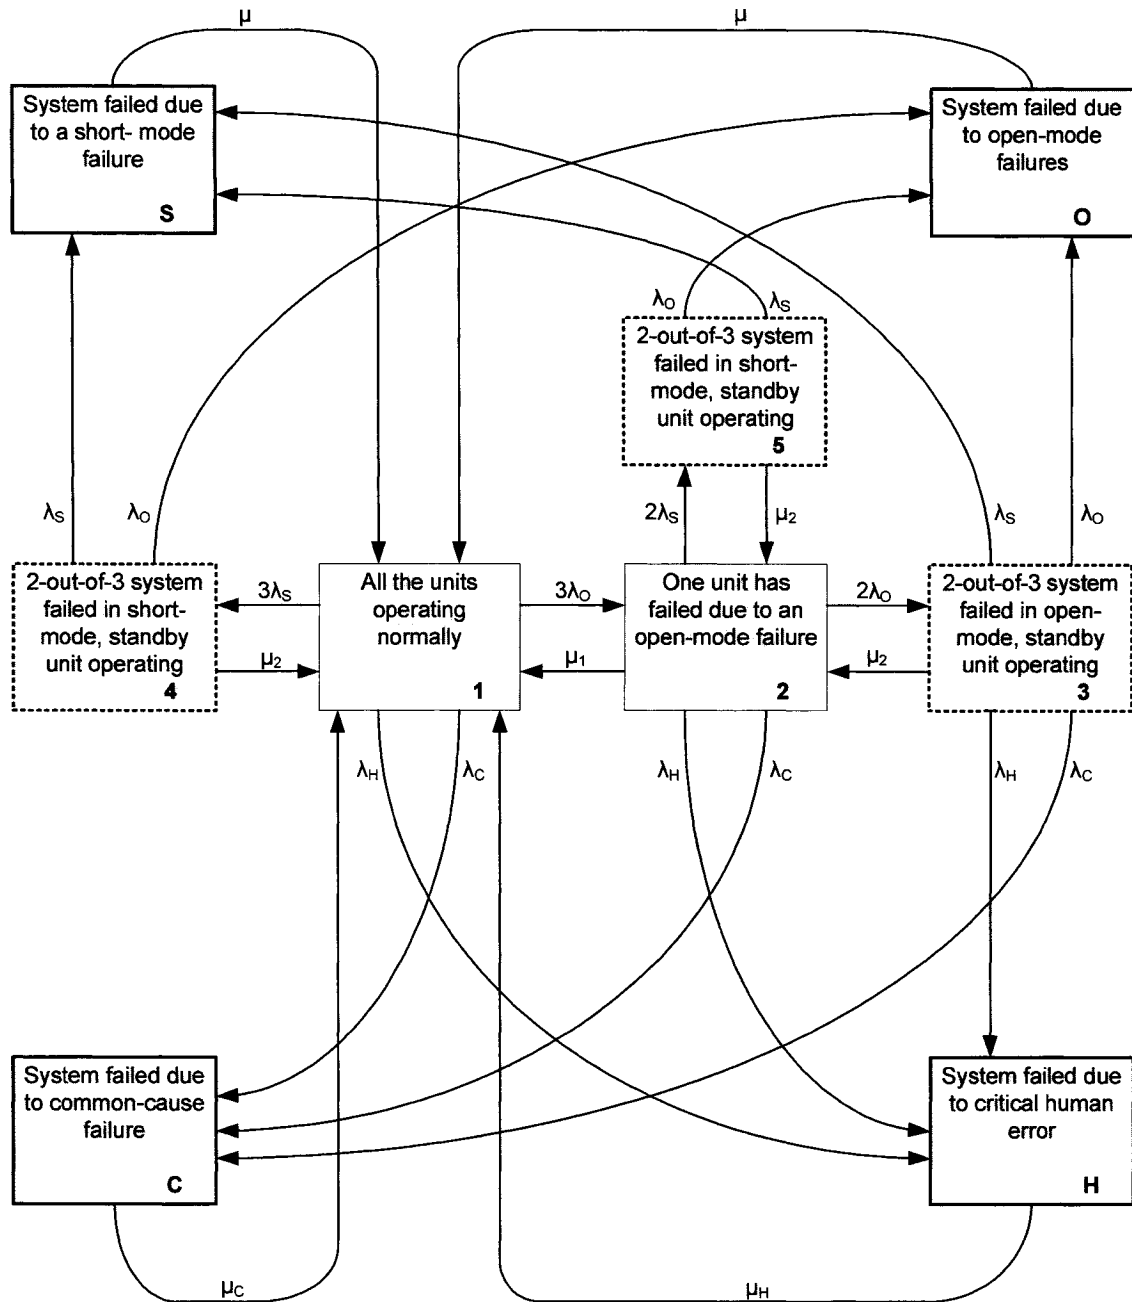 μ
μ
System failed due
to a short- mode
failure
S
System failed due
to open-mode
failures
O
λO
λS
2-out-of-3 system
failed in short-
mode, standby
unit operating
5
λS
λO
2λS
μ2
λS
λO
2-out-of-3 system
failed in short-
mode, standby
unit operating
4
3λS
μ2
All the units
operating
normally
1
3λO
μ1
One unit has
failed due to an
open-mode failure
2
2λO
μ2
2-out-of-3 system
failed in open-
mode, standby
unit operating
3
λH
λC
λH
λC
λH
λC
System failed due
to common-cause
failure
C
System failed due
to critical human
error
H
μC
μH